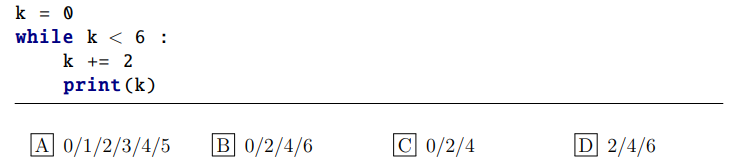 k = 0
while k < 6 :
    k += 2
    print(k)
A 0/1/2/3/4/5 B 0/2/4/6 C 0/2/4 D 2/4/6